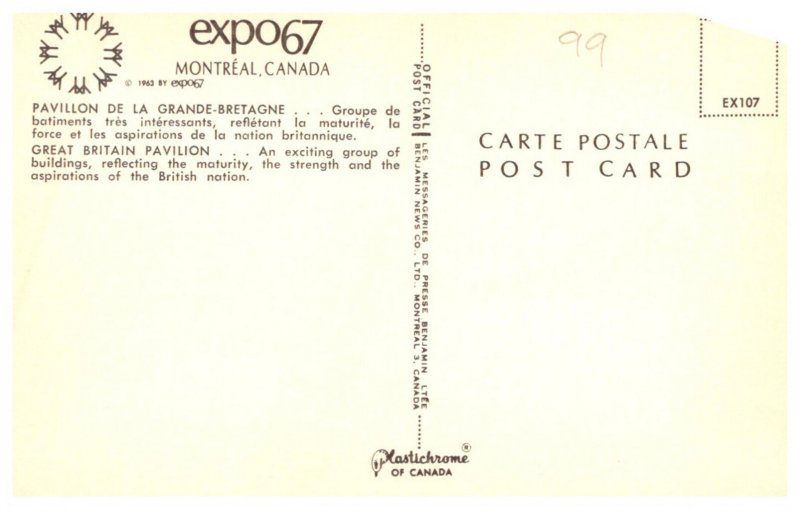 expo67
MONTRÉAL, CANADA
© 1963 BY expo67
PAVILLON DE LA GRANDE-BRETAGNE . . . Groupe de
batiments très intéressants, reflétant la maturité, la
force et les aspirations de la nation britannique.
GREAT BRITAIN PAVILION . . . An exciting group of
buildings, reflecting the maturity, the strength and the
aspirations of the British nation.
OFFICIAL
POST CARD
LES MESSAGERIES DE PRESSE BENJAMIN LTÉE
BENJAMIN NEWS CO., LTD., MONTREAL 3, CANADA
Plastichrome ®
OF CANADA
99
EX107
CARTE POSTALE
POST CARD